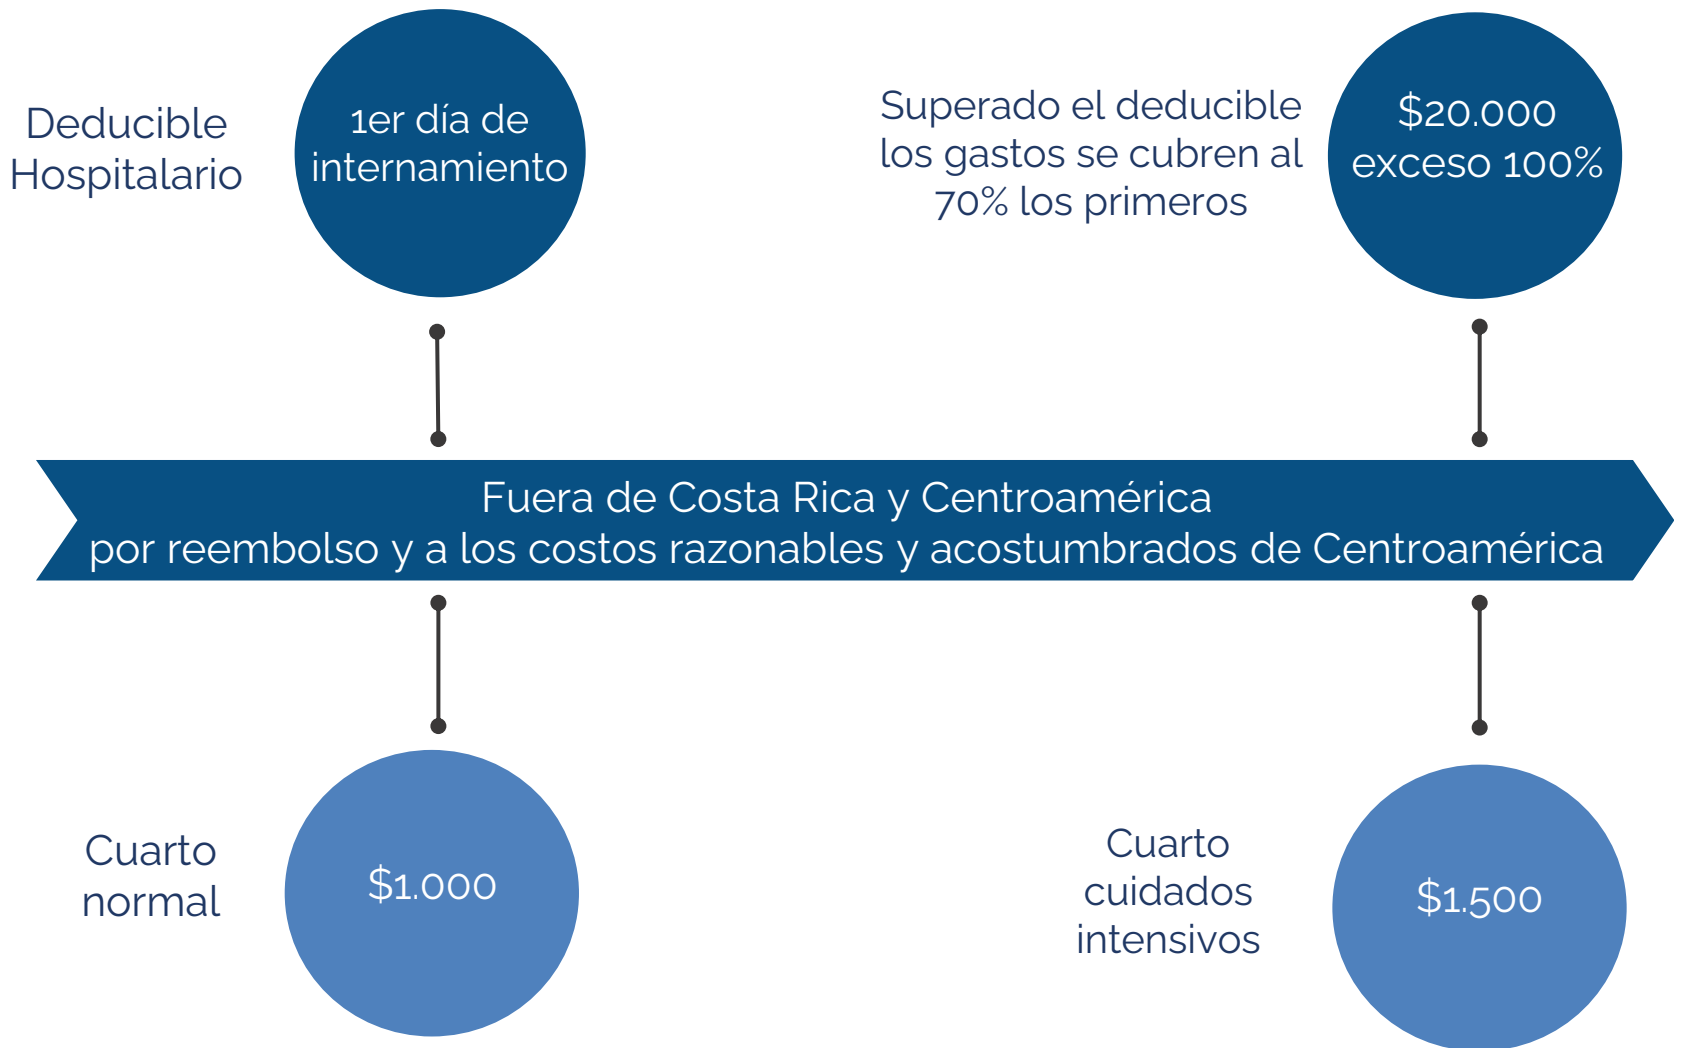 Deducible
Hospitalario
1er día de
internamiento
Superado el deducible
los gastos se cubren al
70% los primeros
$20.000
exceso 100%
Fuera de Costa Rica y Centroamérica
por reembolso y a los costos razonables y acostumbrados de Centroamérica
Cuarto
normal
$1.000
Cuarto
cuidados
intensivos
$1.500